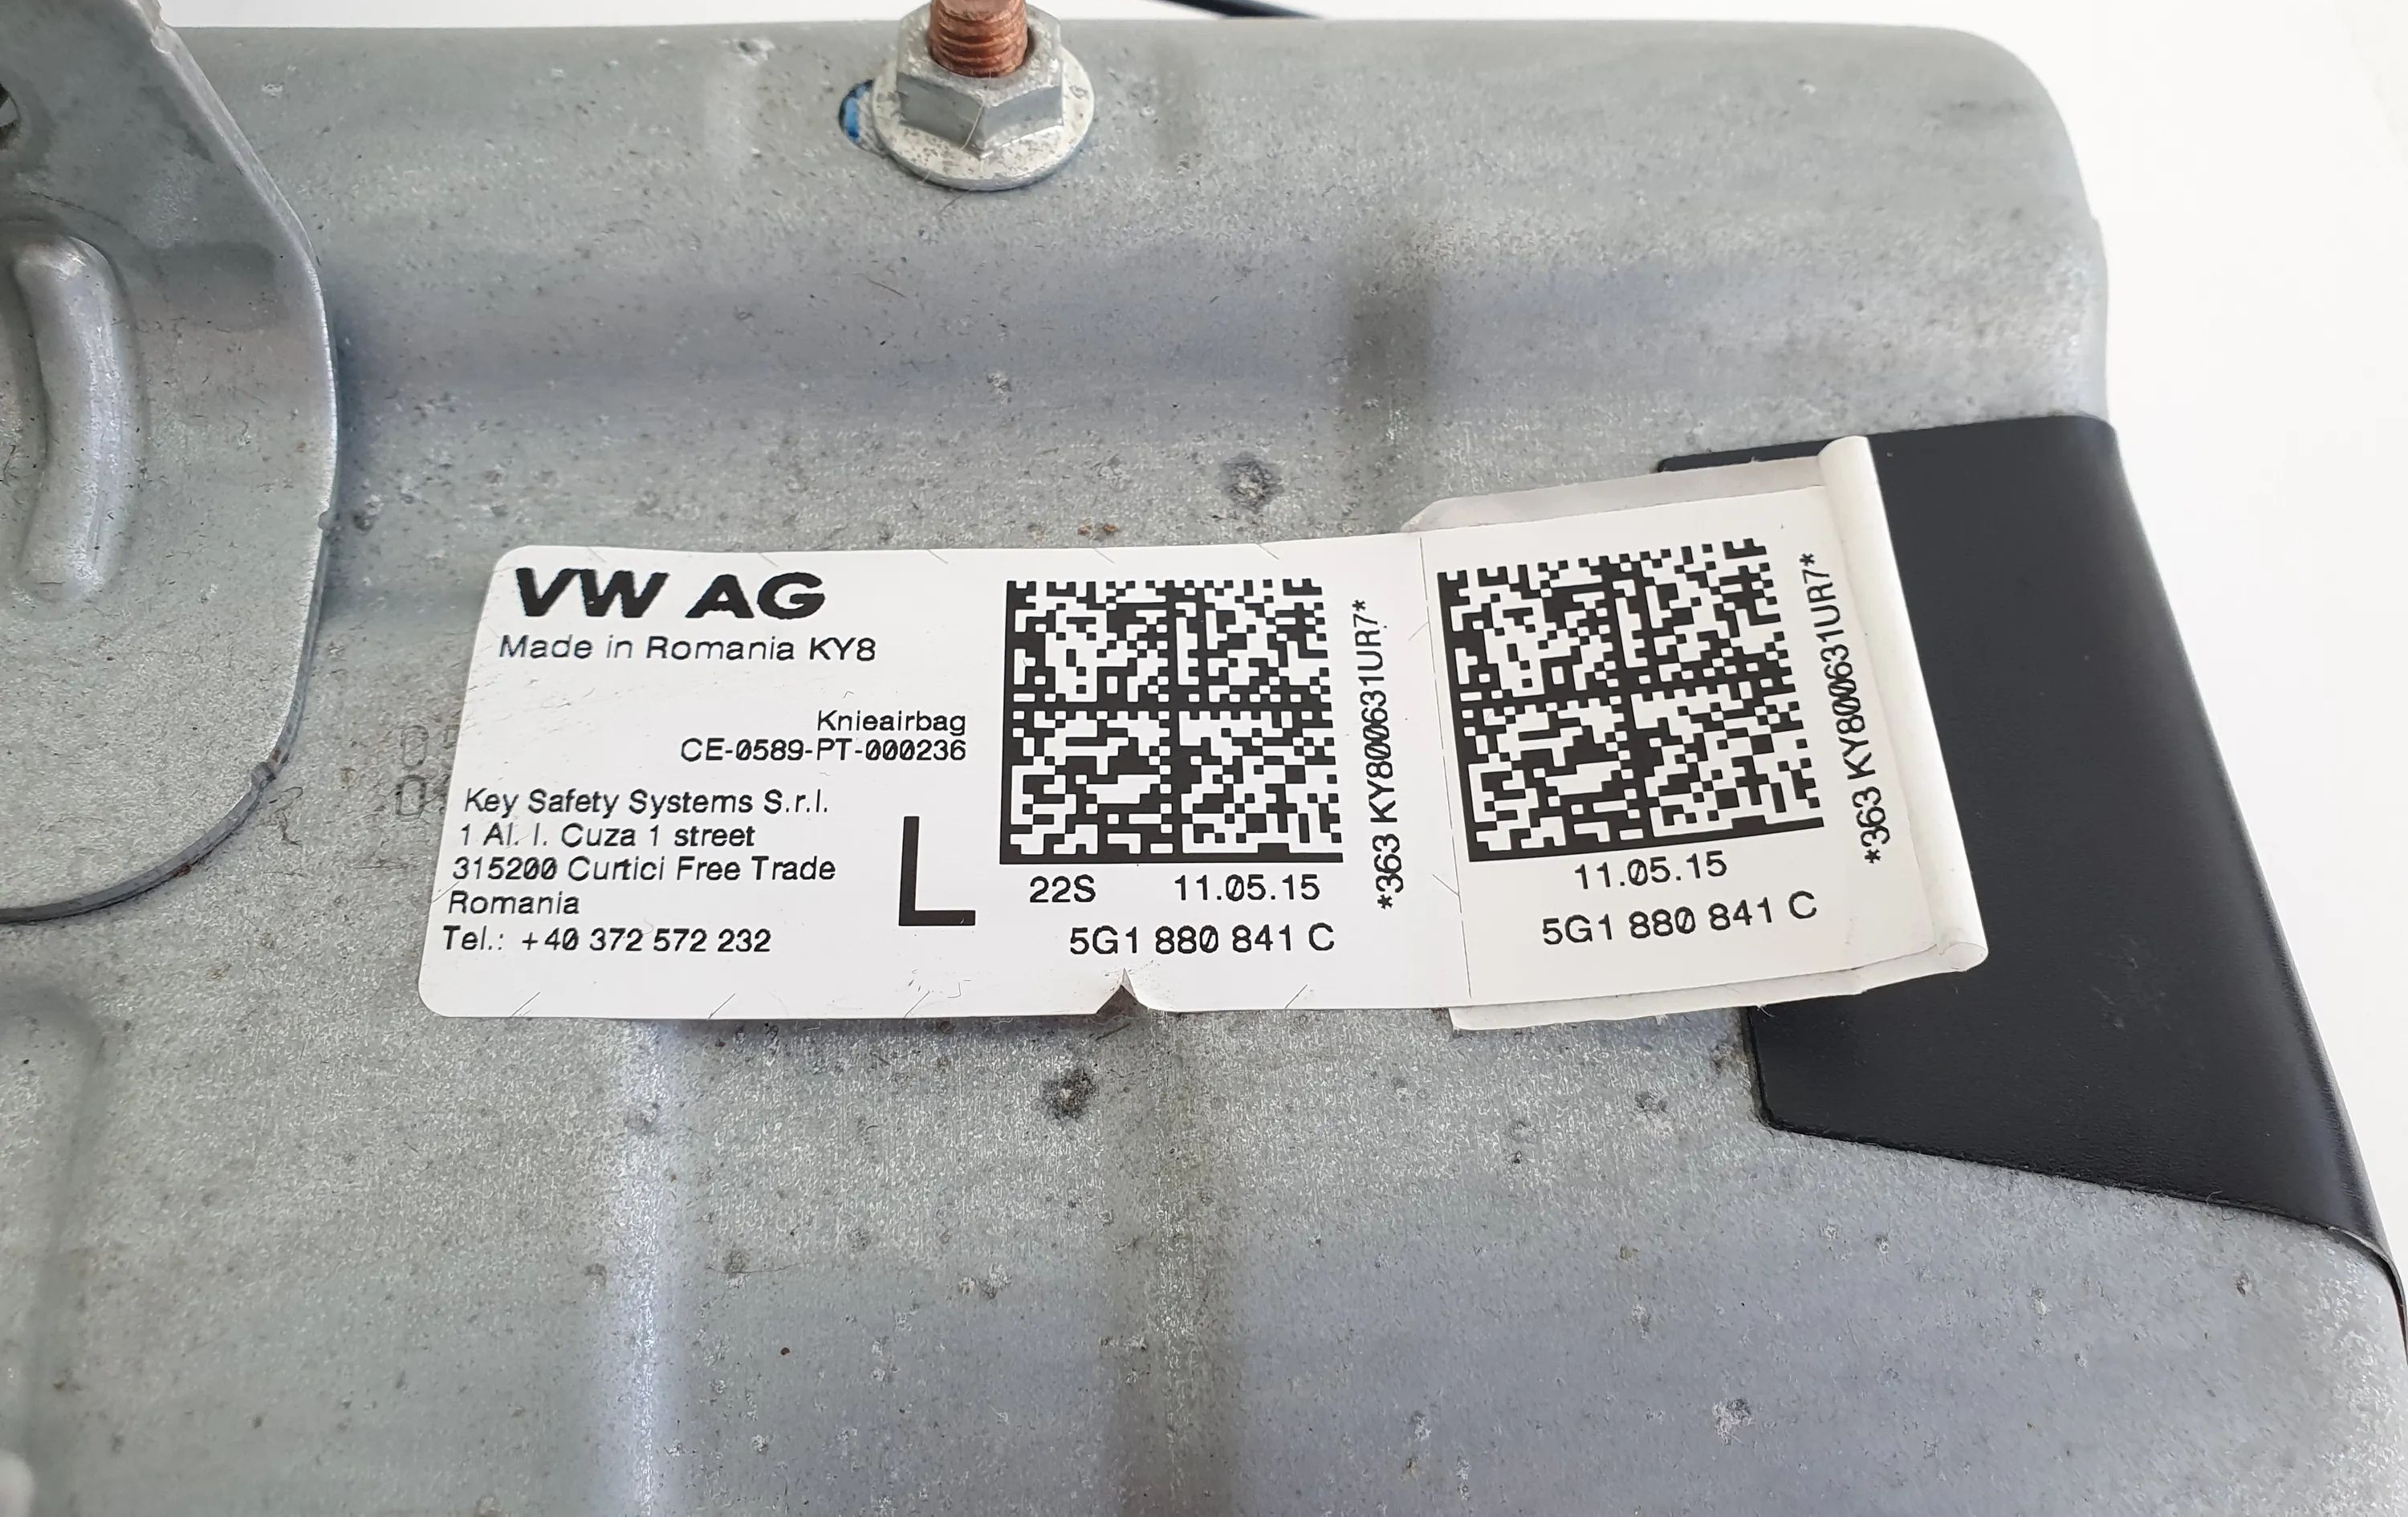 VW AG
Made in Romania KY8
Knieairbag
CE-0589-PT-000236
Key Safety Systems S.r.l.
1 Al. I. Cuza 1 street
315200 Curtici Free Trade
Romania
Tel.: +40 372 572 232
L
22S 11.05.15
5G1 880 841 C
*363 KY800631UR7*
11.05.15
5G1 880 841 C
*363 KY800631UR7*